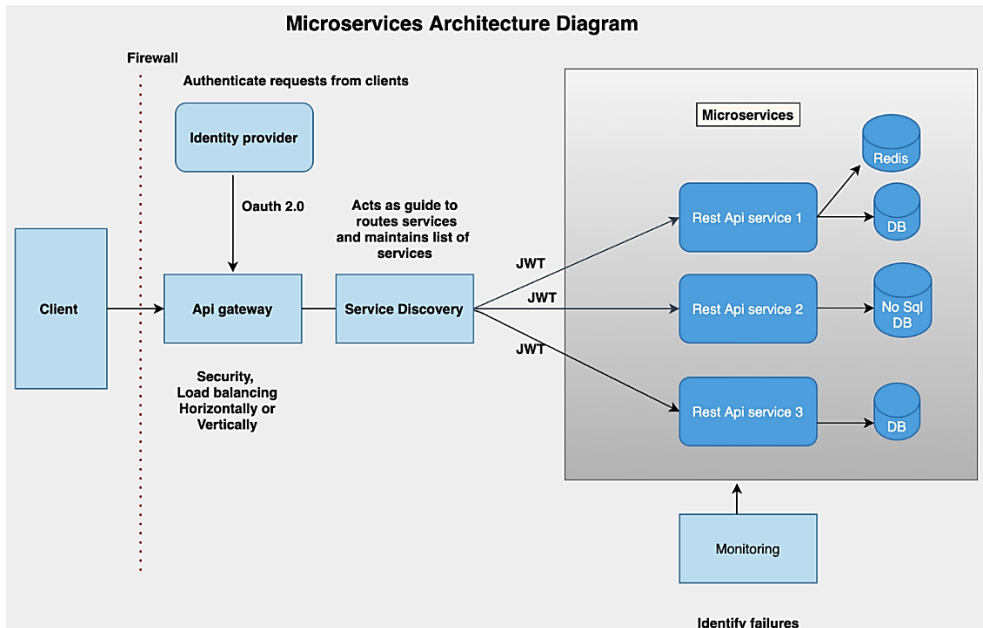 Microservices Architecture Diagram
Firewall
Authenticate requests from clients
Identity provider
Oauth 2.0
Acts as guide to
routes services
and maintains list of
services
Client
Api gateway
Service Discovery
Security,
Load balancing
Horizontally or
Vertically
JWT
JWT
JWT
Microservices
Redis
Rest Api service 1
DB
Rest Api service 2
No Sql
DB
Rest Api service 3
DB
Monitoring
Identify failures